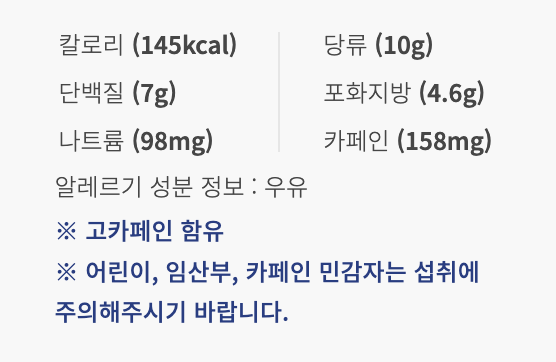 칼로리 (145kcal) 당류 (10g)
단백질 (7g) 포화지방 (4.6g)
나트륨 (98mg) 카페인 (158mg)
알레르기 성분 정보 : 우유
※ 고카페인 함유
※ 어린이, 임산부, 카페인 민감자는 섭취에
주의해주시기 바랍니다.